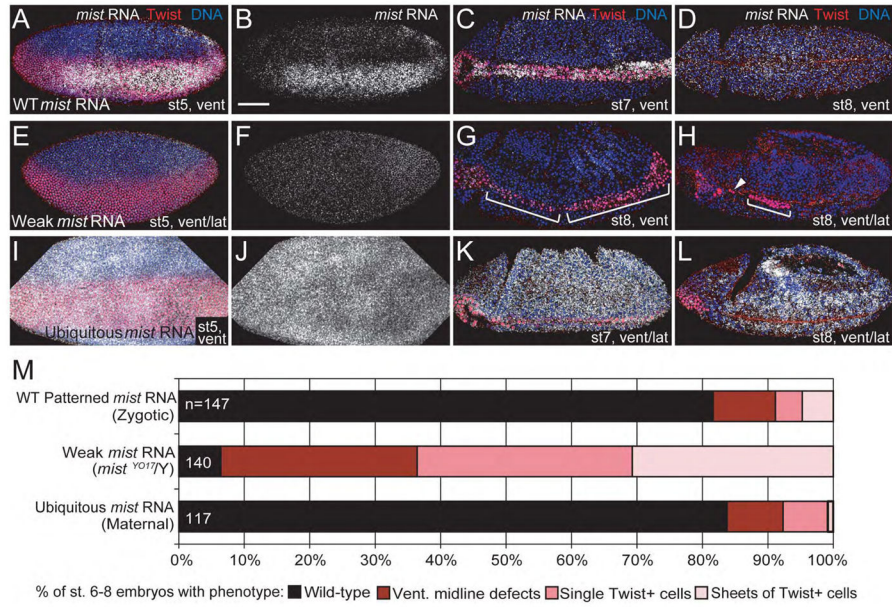 A mist RNA Twist DNA
WT mist RNA st5, vent
B mist RNA
C mist RNA Twist DNA
st7, vent
D mist RNA Twist DNA
st8, vent
E
Weak mist RNA st5, vent/lat
F
G
st8, vent
H
st8, vent/lat
I
Ubiquitous mist RNA st5, vent
J
K
st7, vent/lat
L
st8, vent/lat
M
WT Patterned mist RNA
(Zygotic)
n=147
Weak mist RNA
(mist YO17/Y)
140
Ubiquitous mist RNA
(Maternal)
117
0% 10% 20% 30% 40% 50% 60% 70% 80% 90% 100%
% of st. 6-8 embryos with phenotype: Wild-type Vent. midline defects Single Twist+ cells Sheets of Twist+ cells